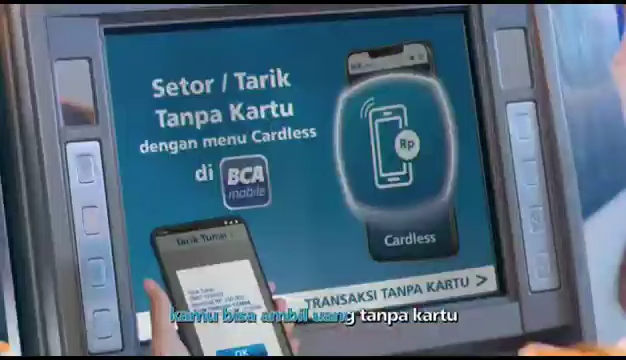 Setor / Tarik
Tanpa Kartu
dengan menu Cardless
di BCA
mobile
Rp
Cardless
Tarik Tunai
TRANSAKSI TANPA KARTU >
kamu bisa ambil uang tanpa kartu
OK